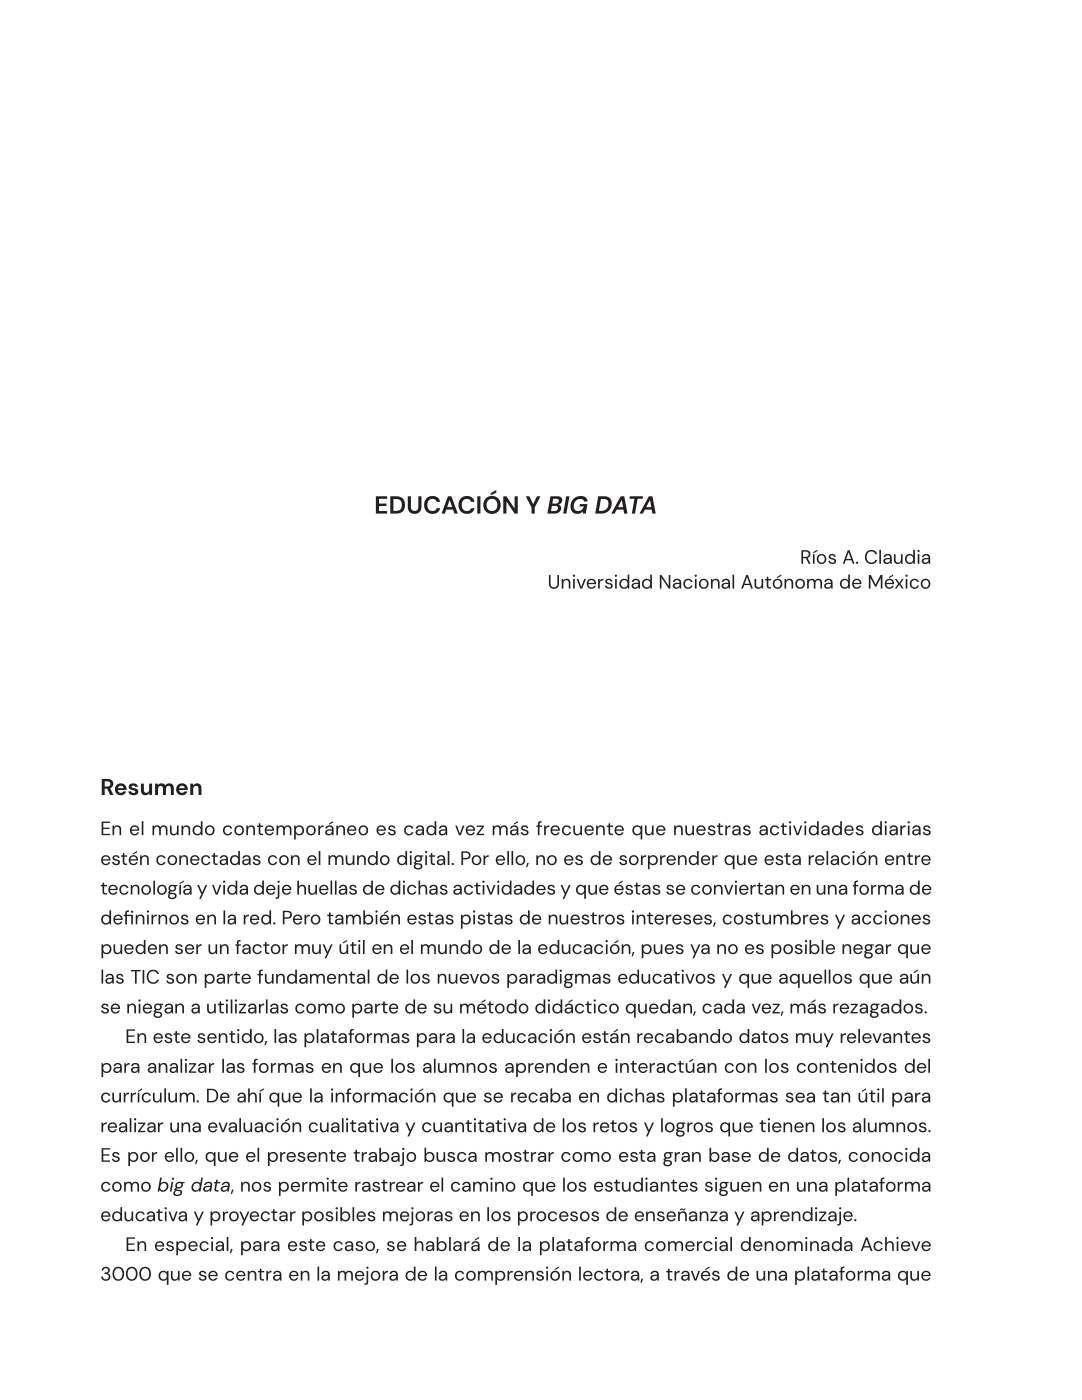 EDUCACIÓN Y BIG DATA
Ríos A. Claudia
Universidad Nacional Autónoma de México
Resumen
En el mundo contemporáneo es cada vez más frecuente que nuestras actividades diarias
estén conectadas con el mundo digital. Por ello, no es de sorprender que esta relación entre
tecnología y vida deje huellas de dichas actividades y que éstas se conviertan en una forma de
definirnos en la red. Pero también estas pistas de nuestros intereses, costumbres y acciones
pueden ser un factor muy útil en el mundo de la educación, pues ya no es posible negar que
las TIC son parte fundamental de los nuevos paradigmas educativos y que aquellos que aún
se niegan a utilizarlas como parte de su método didáctico quedan, cada vez, más rezagados.
En este sentido, las plataformas para la educación están recabando datos muy relevantes
para analizar las formas en que los alumnos aprenden e interactúan con los contenidos del
currículum. De ahí que la información que se recaba en dichas plataformas sea tan útil para
realizar una evaluación cualitativa y cuantitativa de los retos y logros que tienen los alumnos.
Es por ello, que el presente trabajo busca mostrar como esta gran base de datos, conocida
como big data, nos permite rastrear el camino que los estudiantes siguen en una plataforma
educativa y proyectar posibles mejoras en los procesos de enseñanza y aprendizaje.
En especial, para este caso, se hablará de la plataforma comercial denominada Achieve
3000 que se centra en la mejora de la comprensión lectora, a través de una plataforma que